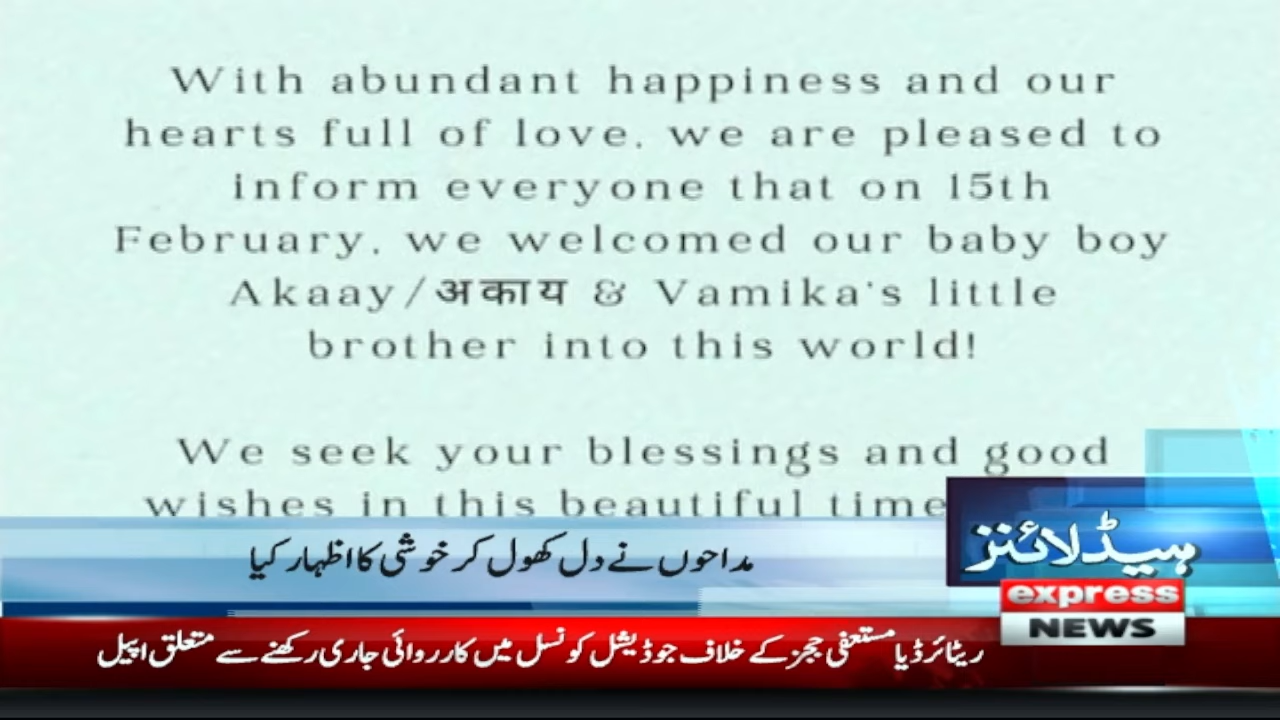 With abundant happiness and our
hearts full of love, we are pleased to
inform everyone that on 15th
February, we welcomed our baby boy
Akaay/अकाय & Vamika's little
brother into this world!
We seek your blessings and good
wishes in this beautiful time
ہیڈلائنز
مداحوں نے دل کھول کر خوشی کا اظہار کیا
express
NEWS
ریٹائرڈ یا مستعفی ججز کے خلاف جوڈیشل کونسل میں کارروائی جاری رکھنے سے متعلق اپیل